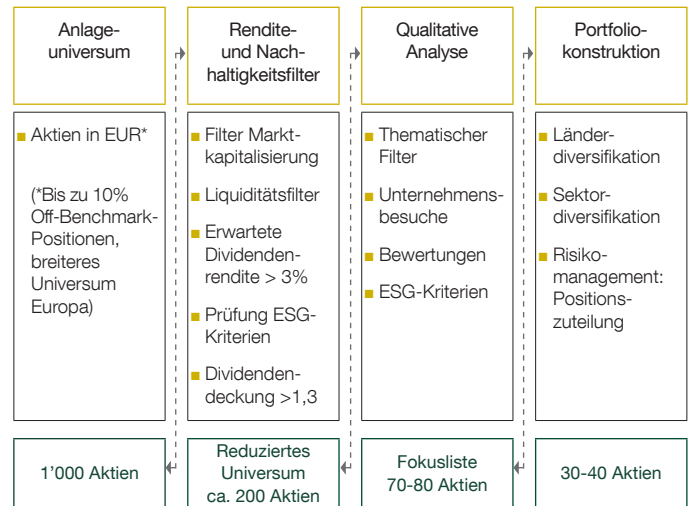 Anlage-
universum
Aktien in EUR*
(*Bis zu 10%
Off-Benchmark-
Positionen,
breiteres
Universum
Europa)
1’000 Aktien
Rendite-
und Nach-
haltigkeitsfilter
Filter Markt-
kapitalisierung
Liquiditätsfilter
Erwartete
Dividenden-
rendite > 3%
Prüfung ESG-
Kriterien
Dividenden-
deckung >1,3
Reduziertes
Universum
ca. 200 Aktien
Qualitative
Analyse
Thematischer
Filter
Unternehmens-
besuche
Bewertungen
ESG-Kriterien
Fokusliste
70-80 Aktien
Portfolio-
konstruktion
Länder-
diversifikation
Sektor-
diversifikation
Risiko-
management:
Positions-
zuteilung
30-40 Aktien